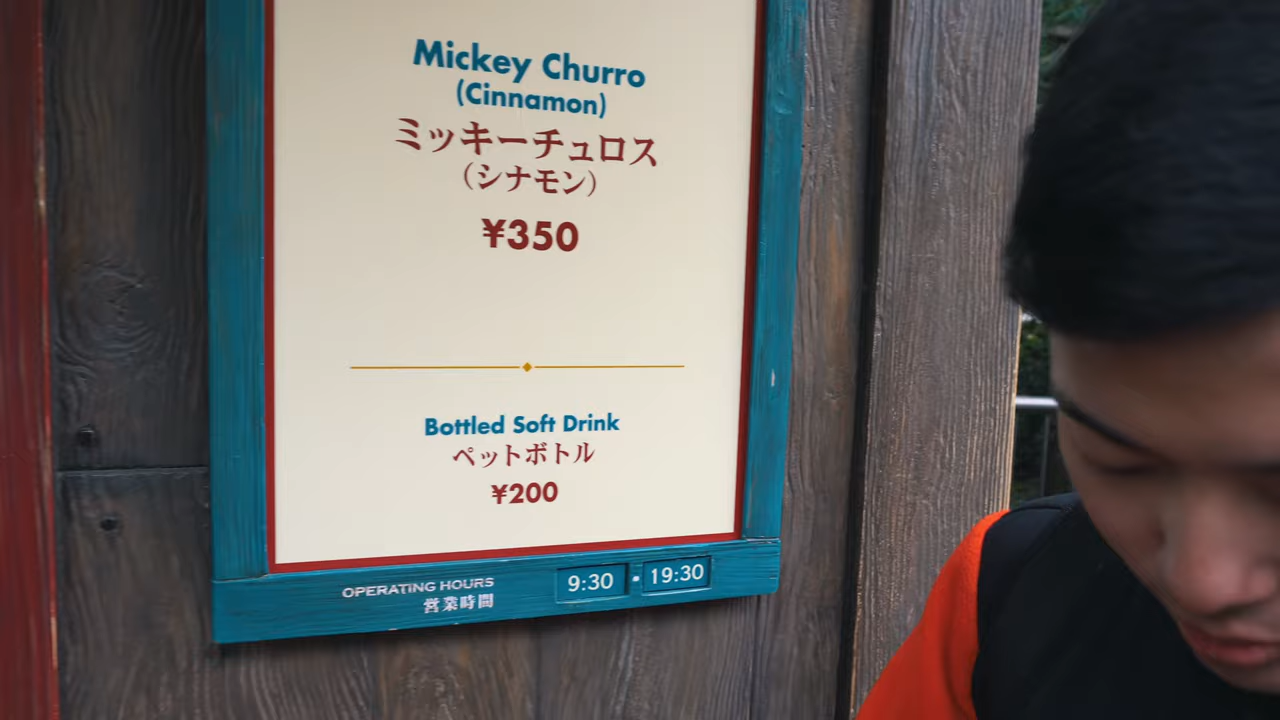 Mickey Churro
(Cinnamon)
ミッキーチュロス
（シナモン）
¥350
Bottled Soft Drink
ペットボトル
¥200
OPERATING HOURS 9:30 · 19:30
営業時間